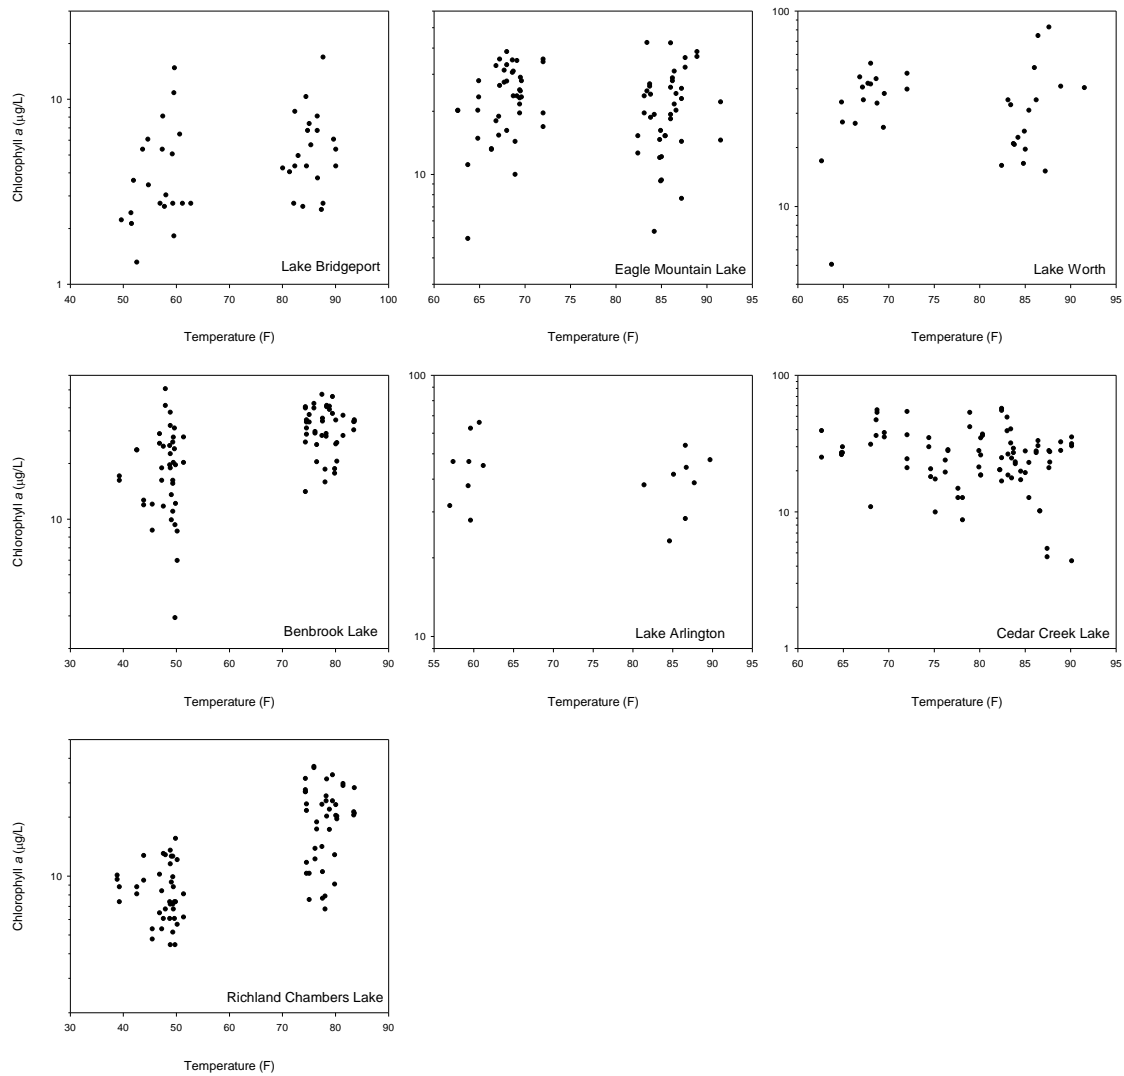 Chlorophyll a (μg/L)
10
1
Lake Bridgeport
40 50 60 70 80 90 100
Temperature (F)
10
Eagle Mountain Lake
60 65 70 75 80 85 90 95
Temperature (F)
100
10
Lake Worth
60 65 70 75 80 85 90 95
Temperature (F)
Chlorophyll a (μg/L)
10
Benbrook Lake
30 40 50 60 70 80 90
Temperature (F)
100
10
Lake Arlington
55 60 65 70 75 80 85 90 95
Temperature (F)
100
10
1
Cedar Creek Lake
60 65 70 75 80 85 90 95
Temperature (F)
Chlorophyll a (μg/L)
10
Richland Chambers Lake
30 40 50 60 70 80 90
Temperature (F)